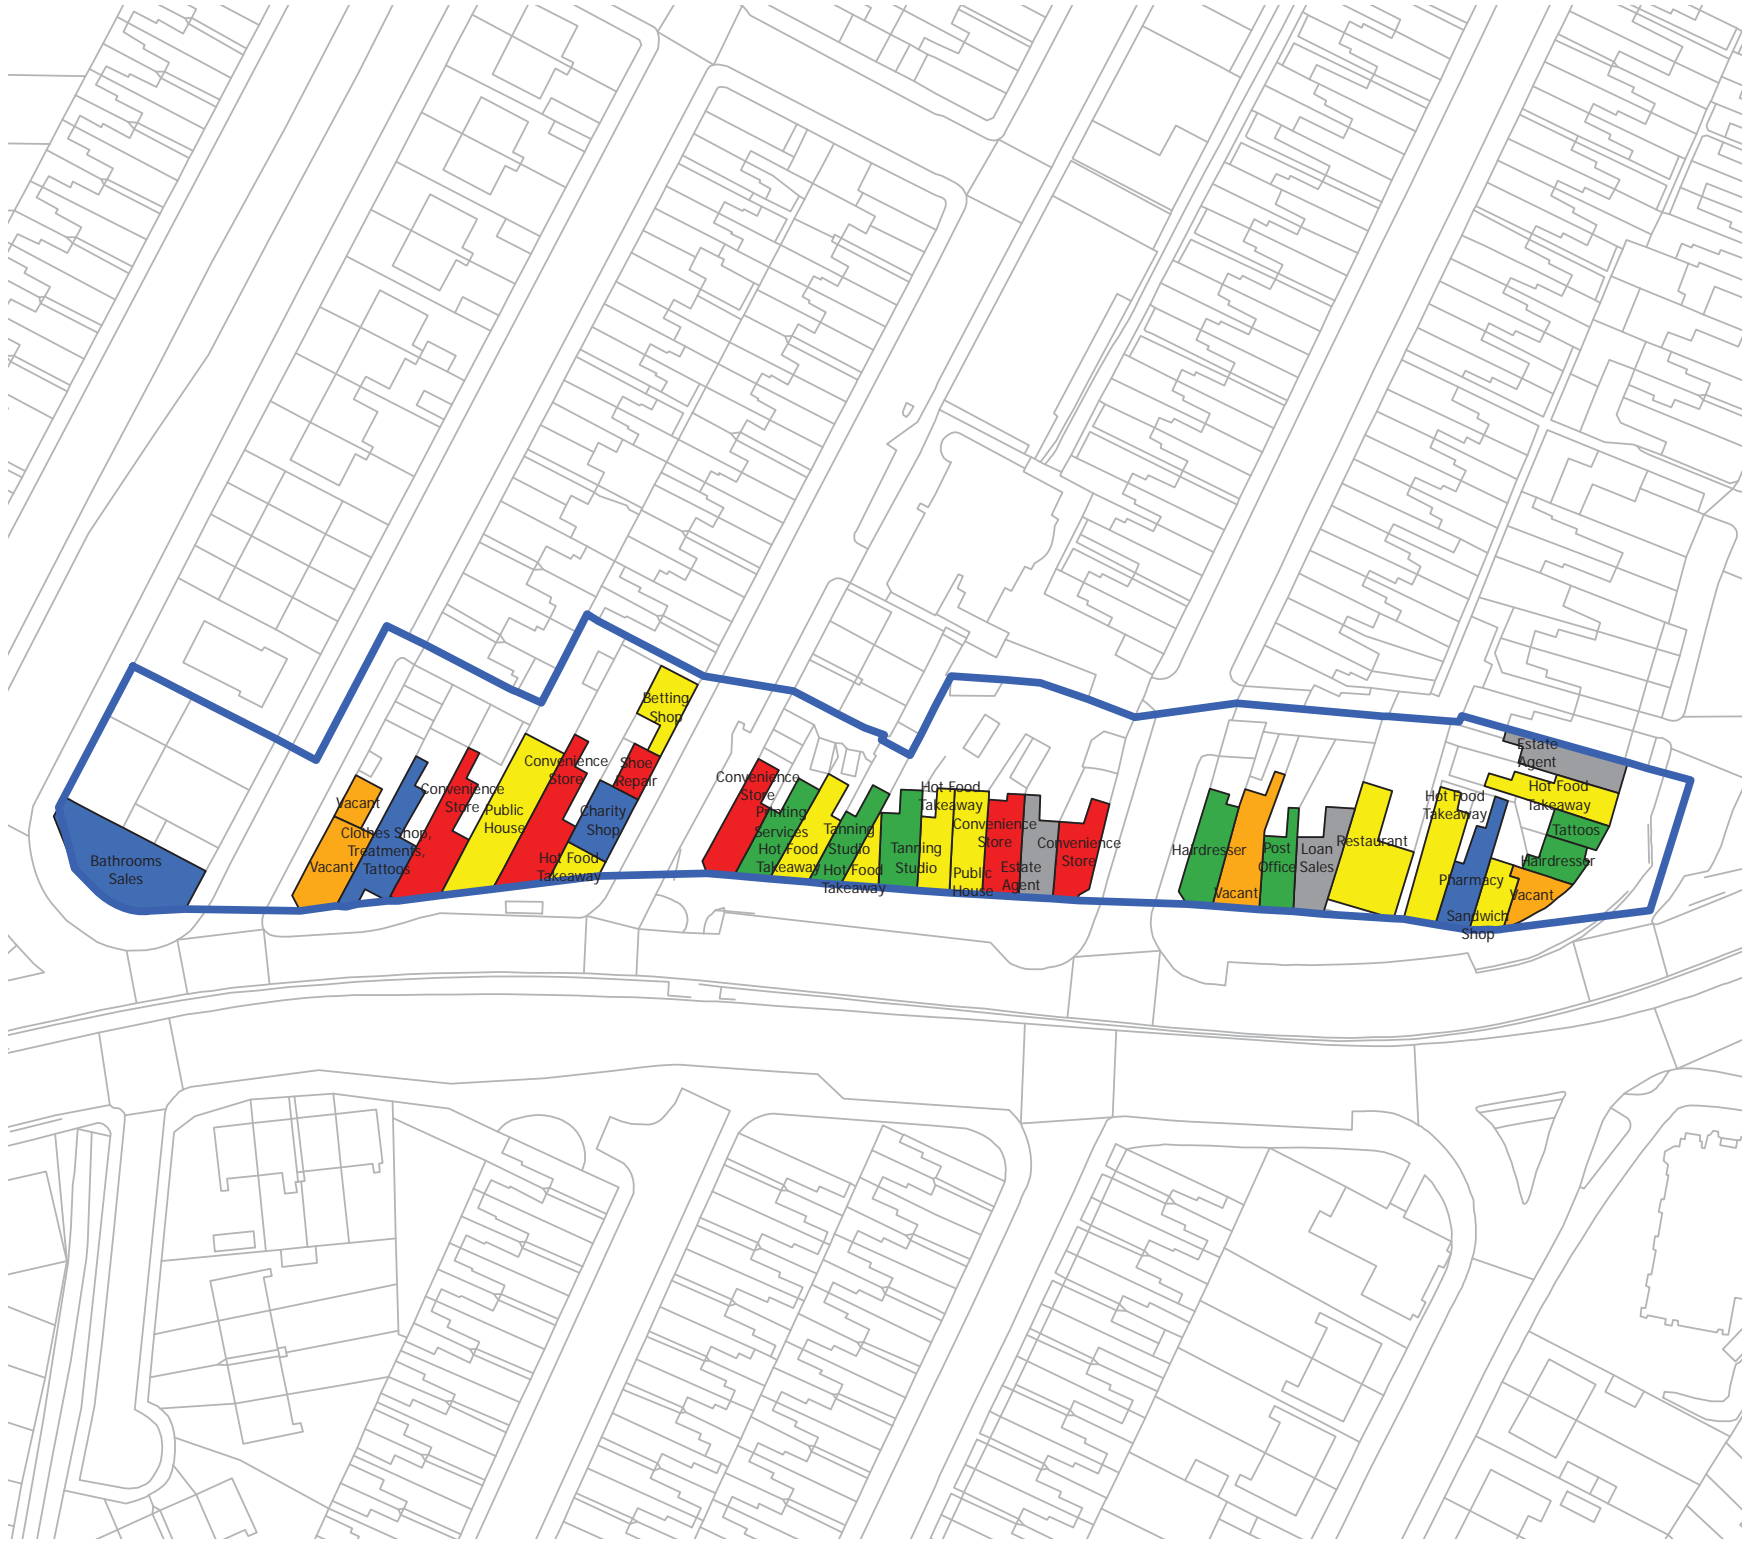 Bathrooms
Sales
Vacant
Vacant
Clothes Shop,
Treatments,
Tattoos
Convenience
Store
Public
House
Convenience
Store
Hot Food
Takeaway
Charity
Shop
Shoe
Repair
Betting
Shop
Convenience
Store
Printing
Services
Hot Food
Takeaway
Tanning
Studio
Hot Food
Takeaway
Tanning
Studio
Hot Food
Takeaway
Public
House
Convenience
Store
Estate
Agent
Convenience
Store
Hairdresser
Vacant
Post
Office
Loan
Sales
Restaurant
Hot Food
Takeaway
Pharmacy
Sandwich
Shop
Vacant
Hairdresser
Tattoos
Hot Food
Takeaway
Estate
Agent